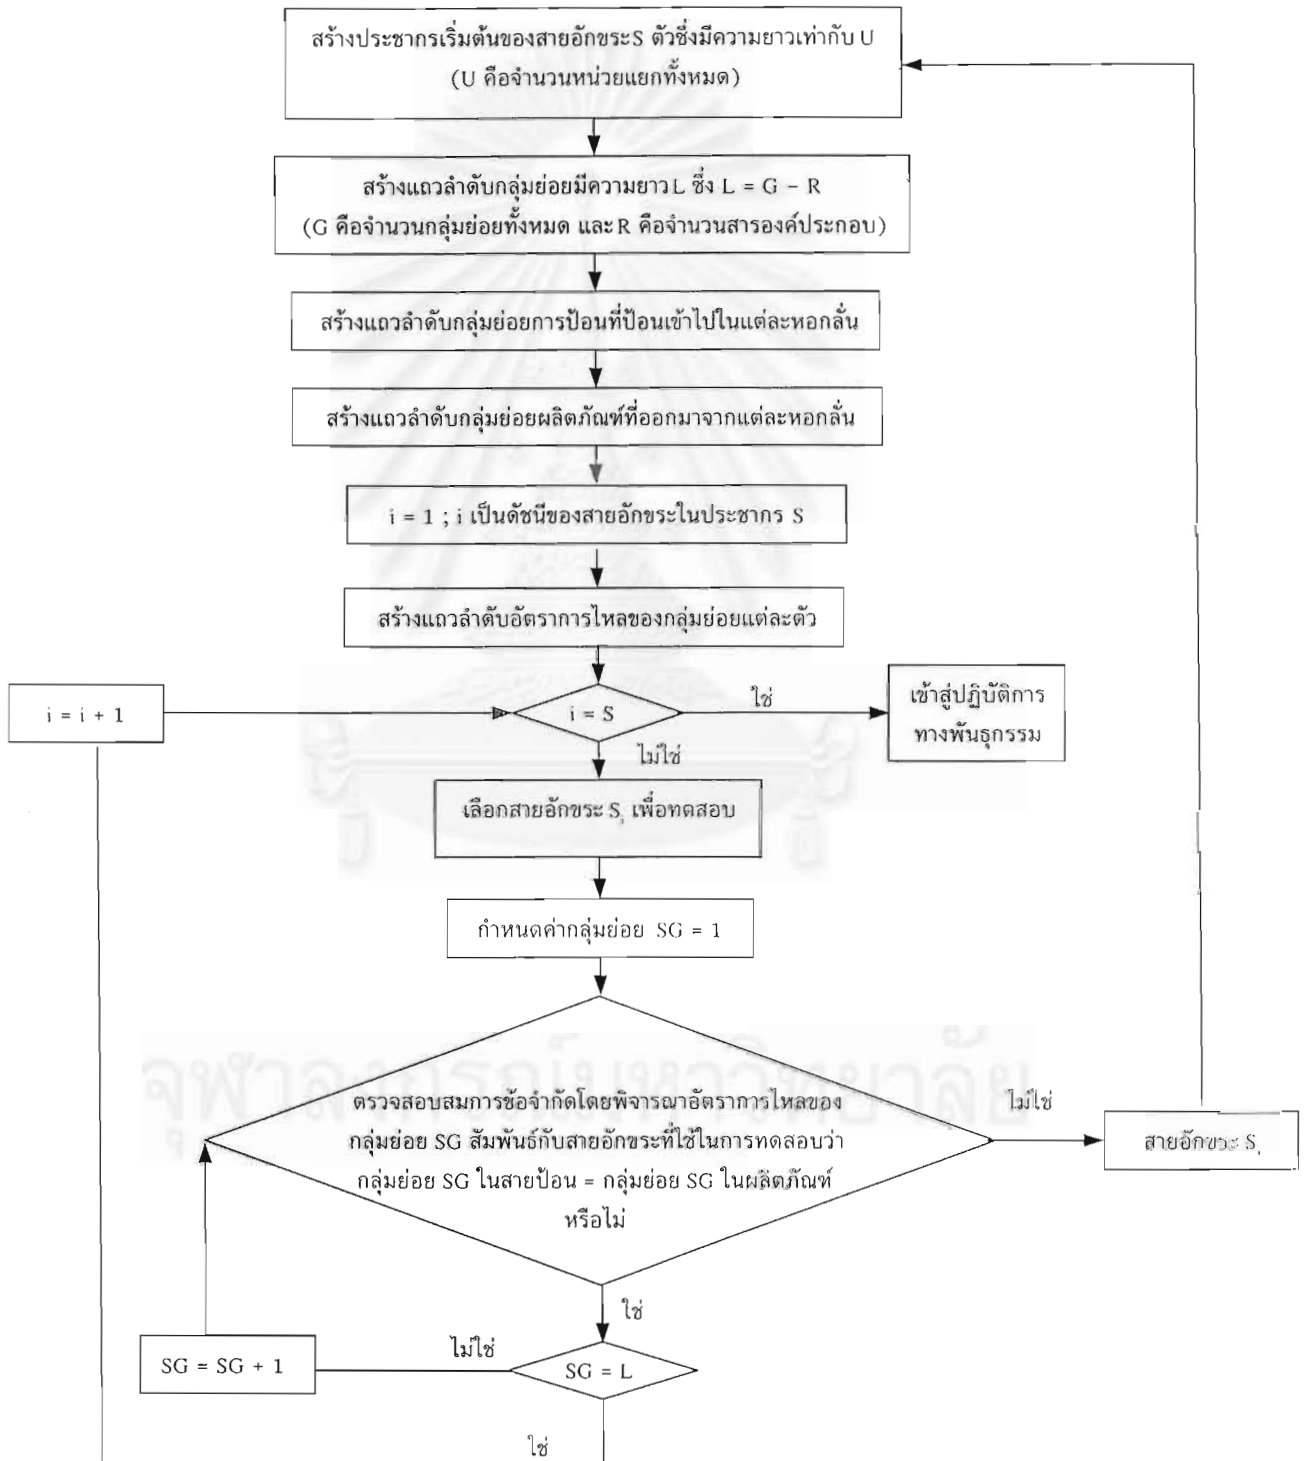 สร้างประชากรเริ่มต้นของสายอักขระ S ตัวซึ่งมีความยาวเท่ากับ U
(U คือจำนวนหน่วยแยกทั้งหมด)
สร้างแถวลำดับกลุ่มย่อยมีความยาว L ซึ่ง L = G – R
(G คือจำนวนกลุ่มย่อยทั้งหมด และ R คือจำนวนสารองค์ประกอบ)
สร้างแถวลำดับกลุ่มย่อยการป้อนที่ป้อนเข้าไปในแต่ละหอกลั่น
สร้างแถวลำดับกลุ่มย่อยผลิตภัณฑ์ที่ออกมาจากแต่ละหอกลั่น
i = 1 ; i เป็นดัชนีของสายอักขระในประชากร S
สร้างแถวลำดับอัตราการไหลของกลุ่มย่อยแต่ละตัว
i = i + 1
i = S
ใช่
เข้าสู่ปฏิบัติการ
ทางพันธุกรรม
ไม่ใช่
เลือกสายอักขระ Sᵢ เพื่อทดสอบ
กำหนดค่ากลุ่มย่อย SG = 1
จุฬาลงกรณ์มหาวิทยาลัย
ตรวจสอบสมการข้อจำกัดโดยพิจารณาอัตราการไหลของ
กลุ่มย่อย SG สัมพันธ์กับสายอักขระที่ใช้ในการทดสอบว่า
กลุ่มย่อย SG ในสายป้อน = กลุ่มย่อย SG ในผลิตภัณฑ์
หรือไม่
ไม่ใช่
สายอักขระ Sᵢ
ใช่
SG = SG + 1
ไม่ใช่
SG = L
ใช่